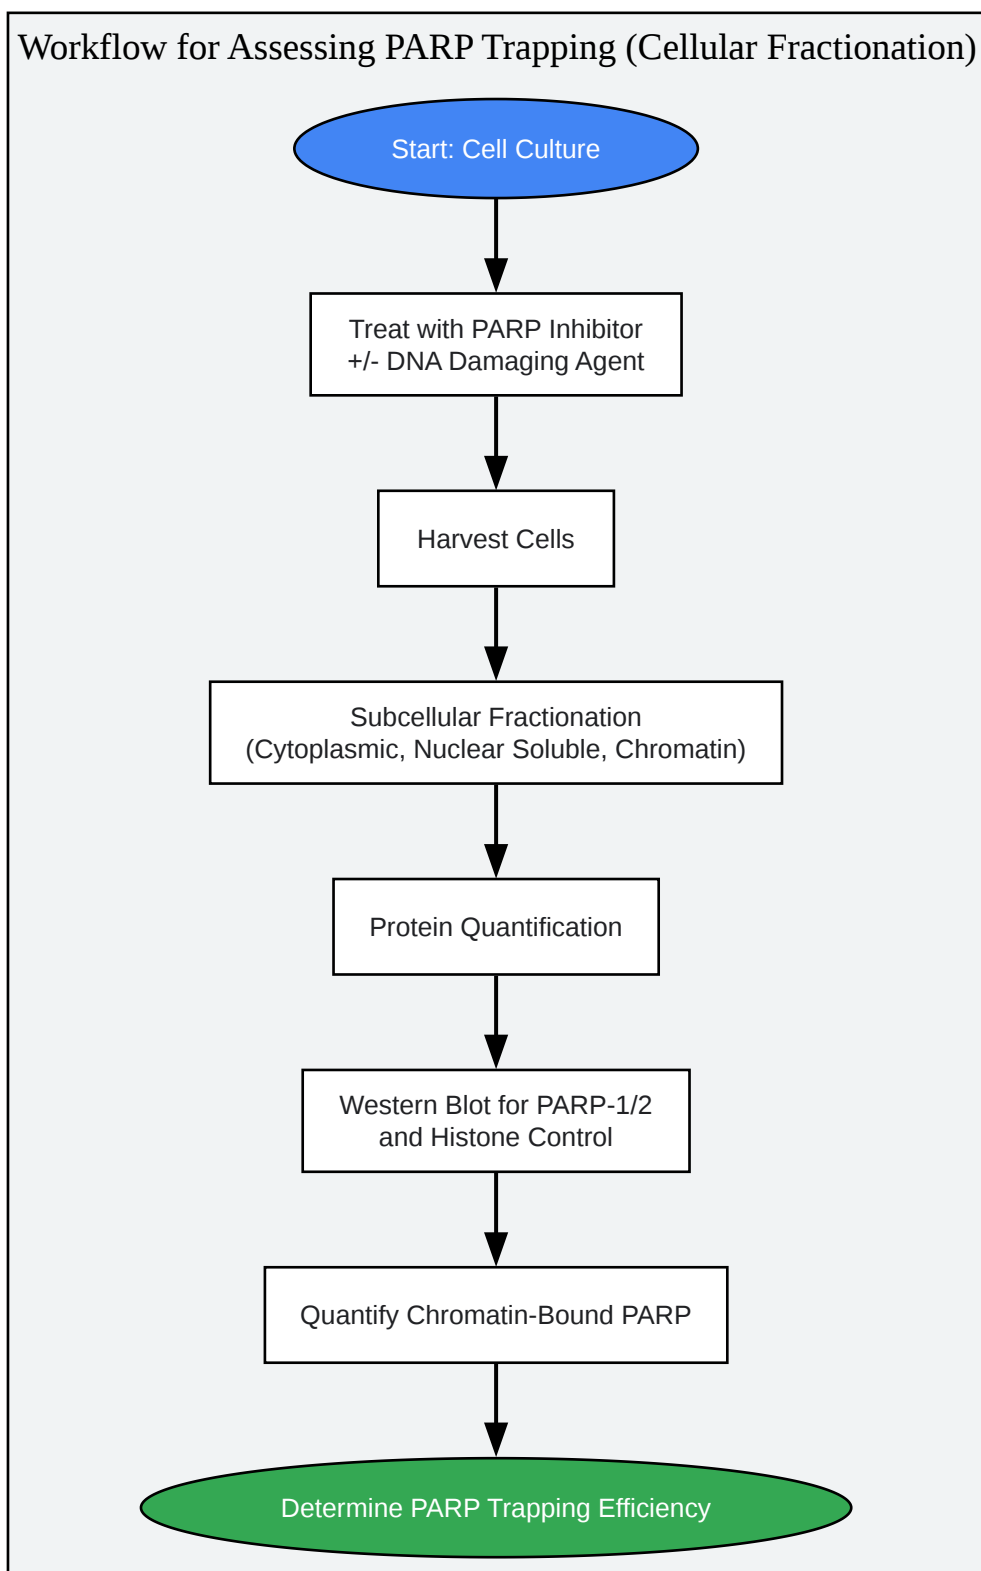 Workflow for Assessing PARP Trapping (Cellular Fractionation)
Start: Cell Culture
Treat with PARP Inhibitor
+/- DNA Damaging Agent
Harvest Cells
Subcellular Fractionation
(Cytoplasmic, Nuclear Soluble, Chromatin)
Protein Quantification
Western Blot for PARP-1/2
and Histone Control
Quantify Chromatin-Bound PARP
Determine PARP Trapping Efficiency